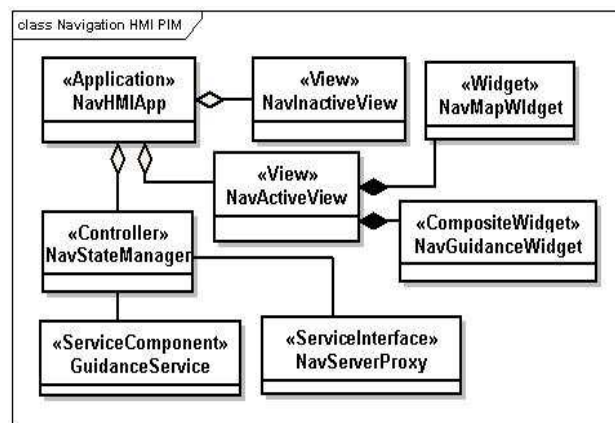 class Navigation HMI PIM
«Application»
NavHMIApp
«View»
NavInactiveView
«Widget»
NavMapWIdget
«View»
NavActiveView
«CompositeWidget»
NavGuidanceWidget
«Controller»
NavStateManager
«ServiceComponent»
GuidanceService
«ServiceInterface»
NavServerProxy